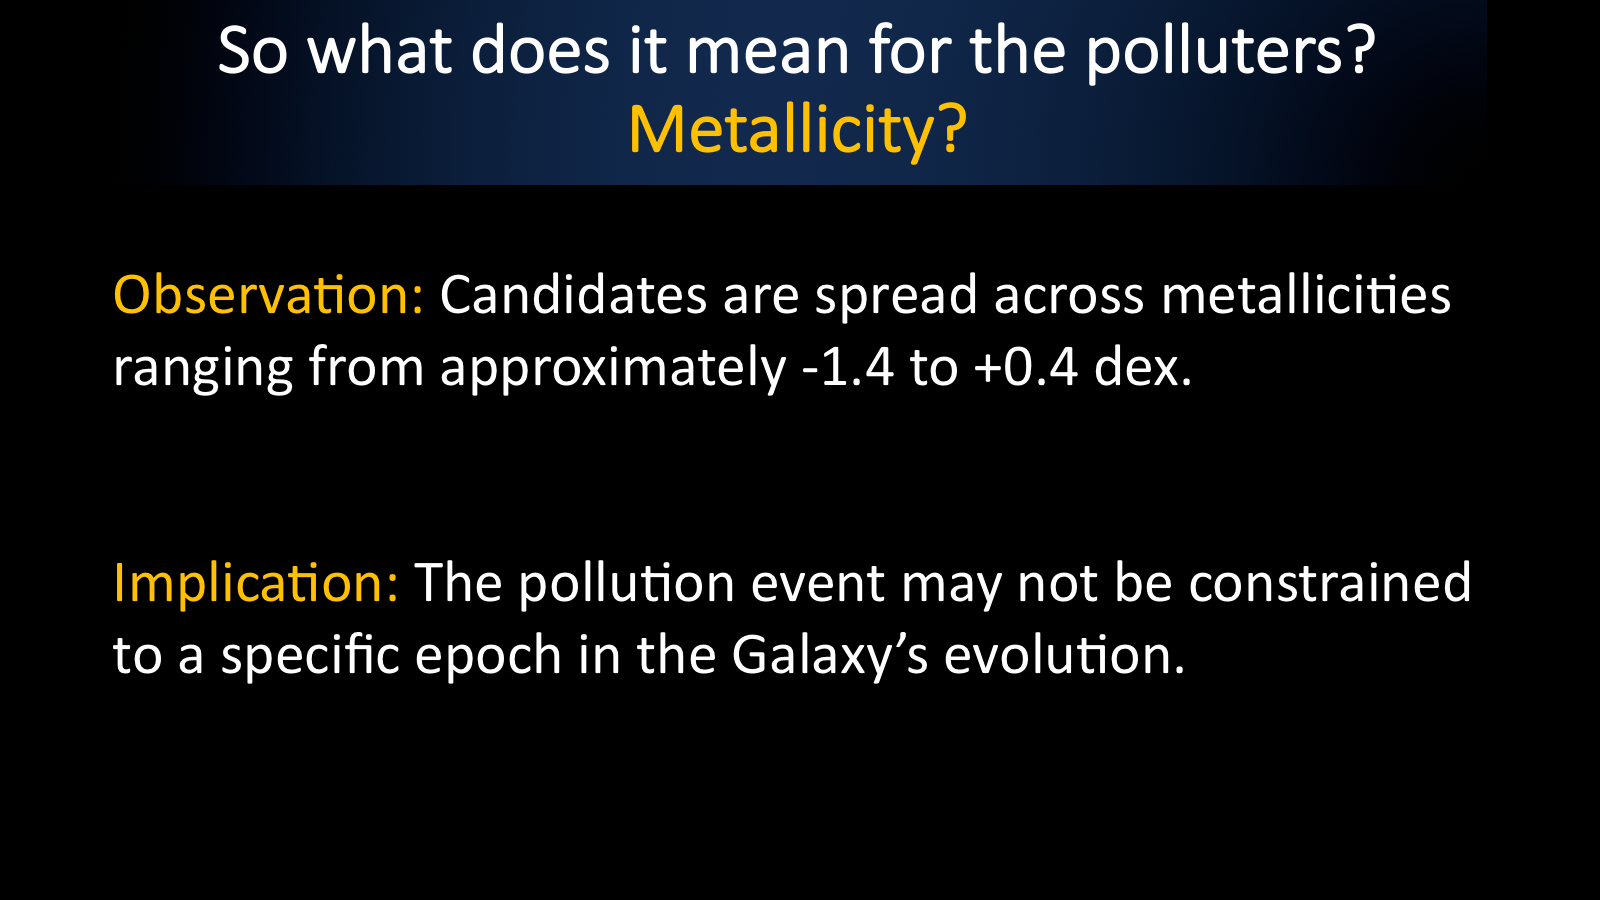 So what does it mean for the polluters?
Metallicity?
Observation: Candidates are spread across metallicities
ranging from approximately -1.4 to +0.4 dex.
Implication: The pollution event may not be constrained
to a specific epoch in the Galaxy’s evolution.